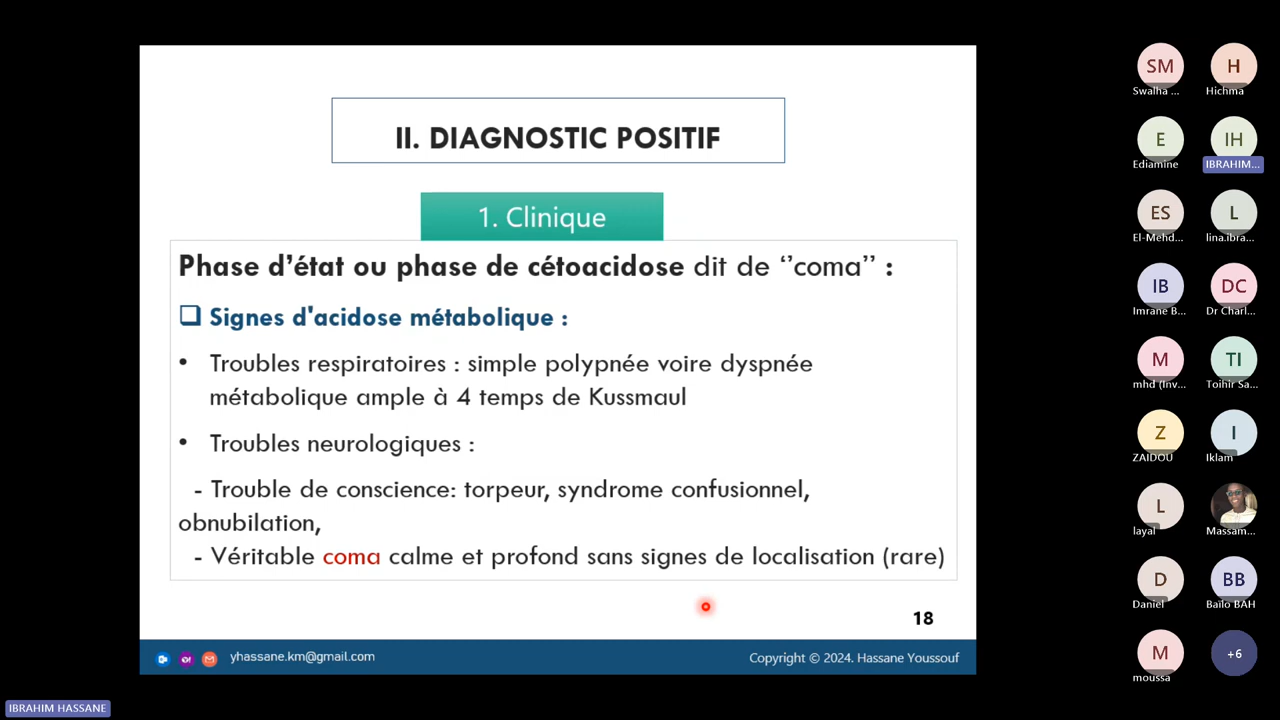 II. DIAGNOSTIC POSITIF
1. Clinique
Phase d’état ou phase de cétoacidose dit de ‘’coma’’ :
❑ Signes d'acidose métabolique :
• Troubles respiratoires : simple polypnée voire dyspnée
métabolique ample à 4 temps de Kussmaul
• Troubles neurologiques :
- Trouble de conscience: torpeur, syndrome confusionnel,
obnubilation,
- Véritable coma calme et profond sans signes de localisation (rare)
18
yhassane.km@gmail.com
Copyright © 2024. Hassane Youssouf
IBRAHIM HASSANE
SM
Swalha ...
H
Hichma
E
Ediamine
IH
IBRAHIM...
ES
El-Mehd...
L
lina.ibra...
IB
Imrane B...
DC
Dr Charl...
M
mhd (Inv...
TI
Toihir Sa...
Z
ZAIDOU
I
Iklam
L
layal
Massam...
D
Daniel
BB
Bailo BAH
M
moussa
+6